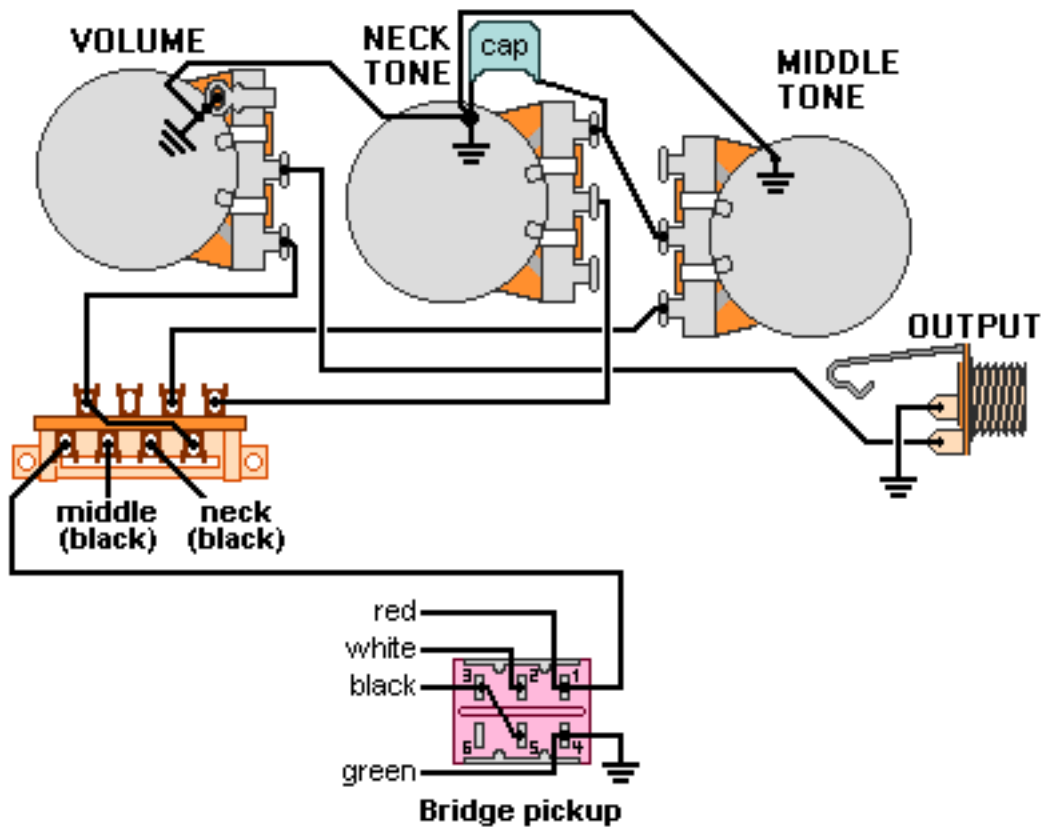 VOLUME
NECK
TONE
cap
MIDDLE
TONE
OUTPUT
middle
(black)
neck
(black)
red
white
black
green
3 2 1
6 5 4
Bridge pickup